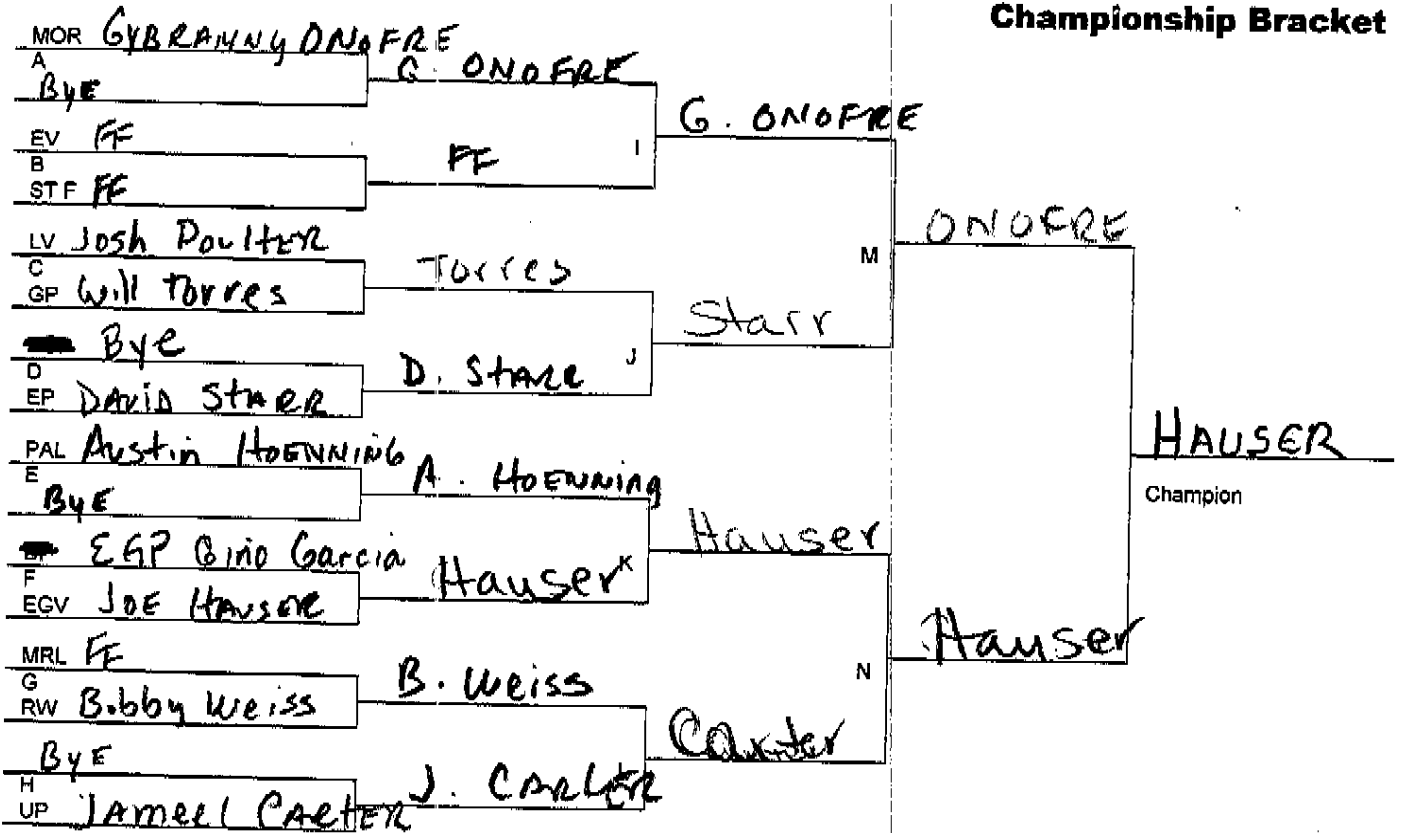 Championship Bracket
MOR GYBRAYNY ONOFRE
A
BYE
G. ONOFRE
G. ONOFRE
EV FF
B
ST F FF
FF
I
LV Josh Poulter
C
GP Will Torres
Torres
ONOFRE
M
Bye
D
EP DAVID STARR
D. STARR
J
Starr
PAL Austin HOENNING
E
BYE
A. HOENNING
HAUSER
Champion
EGP Gino Garcia
F
EGV JOE HAUSER
Hauser
K
Hauser
MRL FF
G
RW Bobby Weiss
B. Weiss
N
Hauser
BYE
H
UP JAMEEL CARTER
J. CARTER
Carter